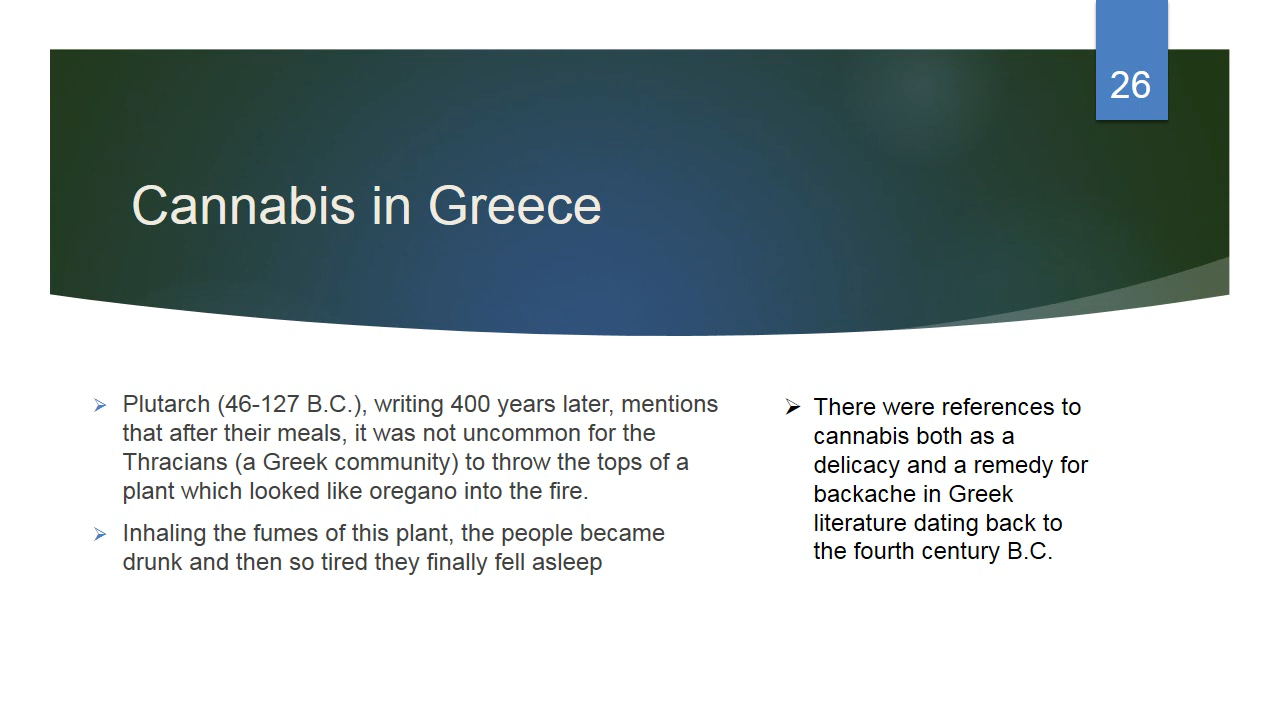 26
Cannabis in Greece
Plutarch (46-127 B.C.), writing 400 years later, mentions
that after their meals, it was not uncommon for the
Thracians (a Greek community) to throw the tops of a
plant which looked like oregano into the fire.
Inhaling the fumes of this plant, the people became
drunk and then so tired they finally fell asleep
There were references to
cannabis both as a
delicacy and a remedy for
backache in Greek
literature dating back to
the fourth century B.C.